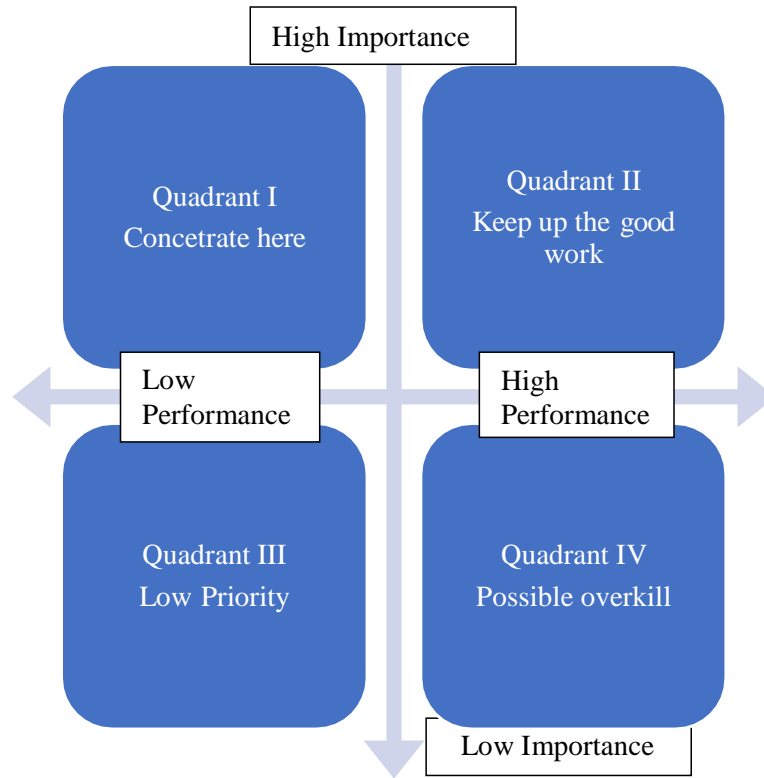 High Importance
Quadrant I
Concetrate here
Quadrant II
Keep up the good
work
Low
Performance
High
Performance
Quadrant III
Low Priority
Quadrant IV
Possible overkill
Low Importance